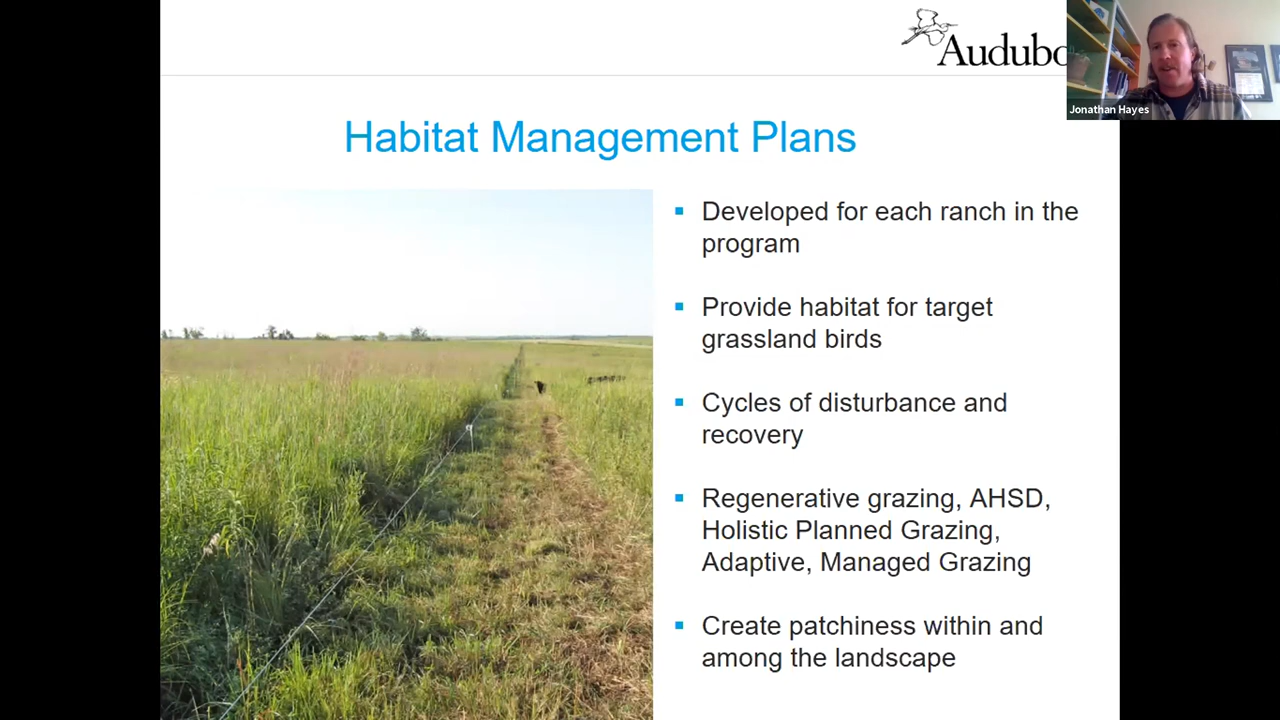 Audubo
Jonathan Hayes
Habitat Management Plans
Developed for each ranch in the
program
Provide habitat for target
grassland birds
Cycles of disturbance and
recovery
Regenerative grazing, AHSD,
Holistic Planned Grazing,
Adaptive, Managed Grazing
Create patchiness within and
among the landscape